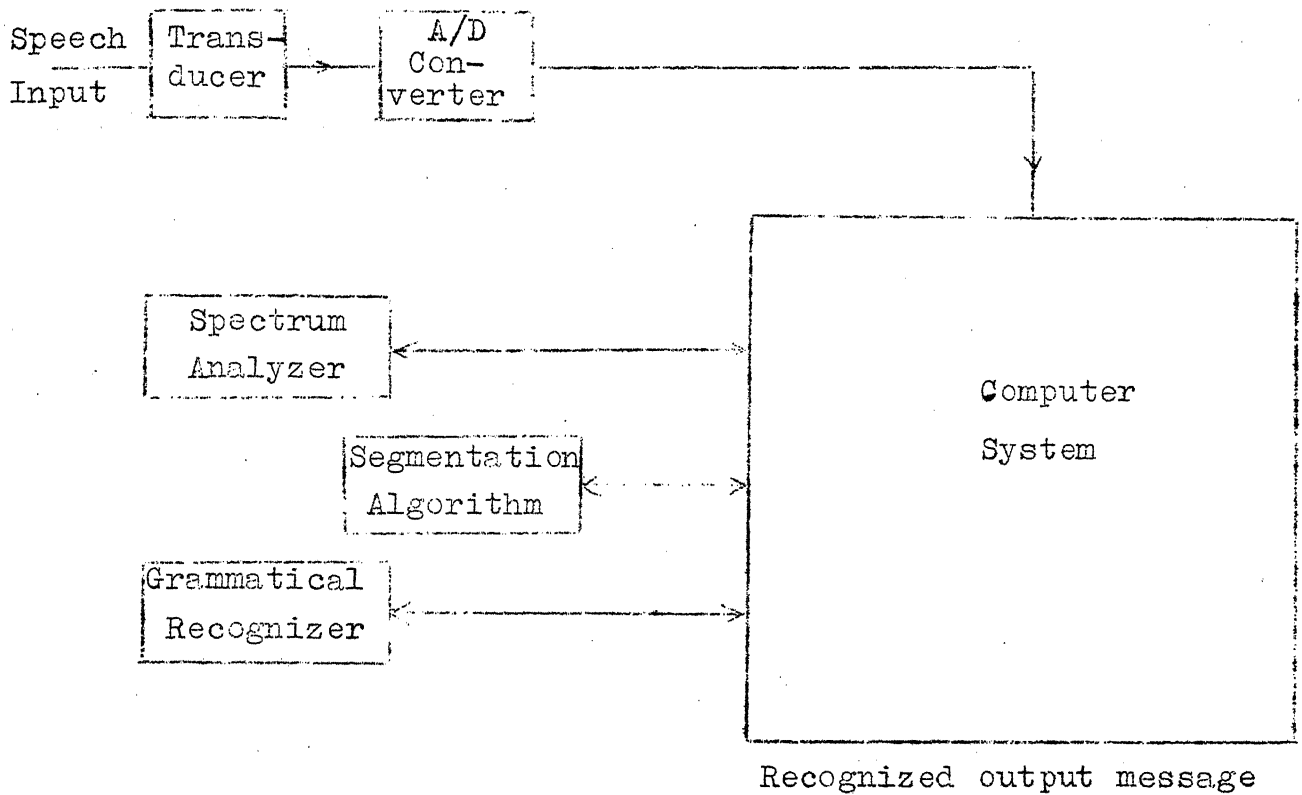 Speech
Input
Trans-
ducer
A/D
Con-
verter
Spectrum
Analyzer
Segmentation
Algorithm
Grammatical
Recognizer
Computer
System
Recognized output message